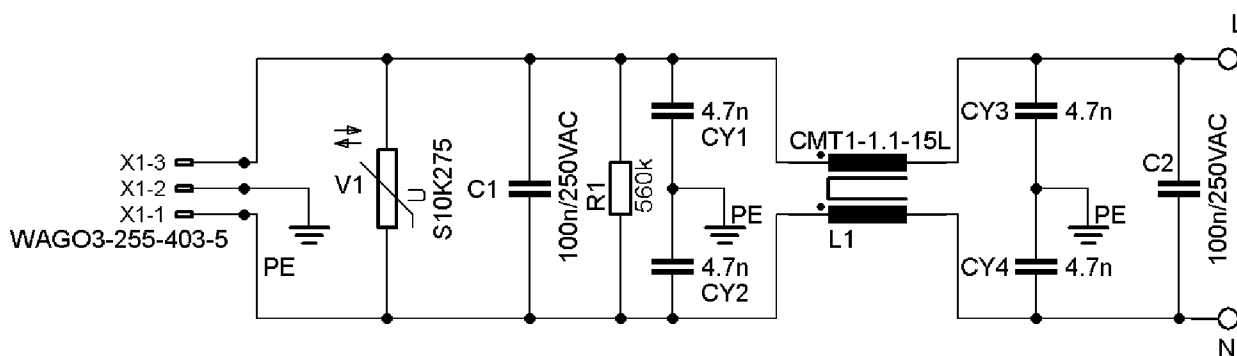 X1-3
X1-2
X1-1
WAGO3-255-403-5
PE
V1
U
S10K275
C1
100n/250VAC
R1
560k
4.7n
CY1
PE
4.7n
CY2
CMT1-1.1-15L
L1
CY3
4.7n
PE
CY4
4.7n
C2
100n/250VAC
L
N